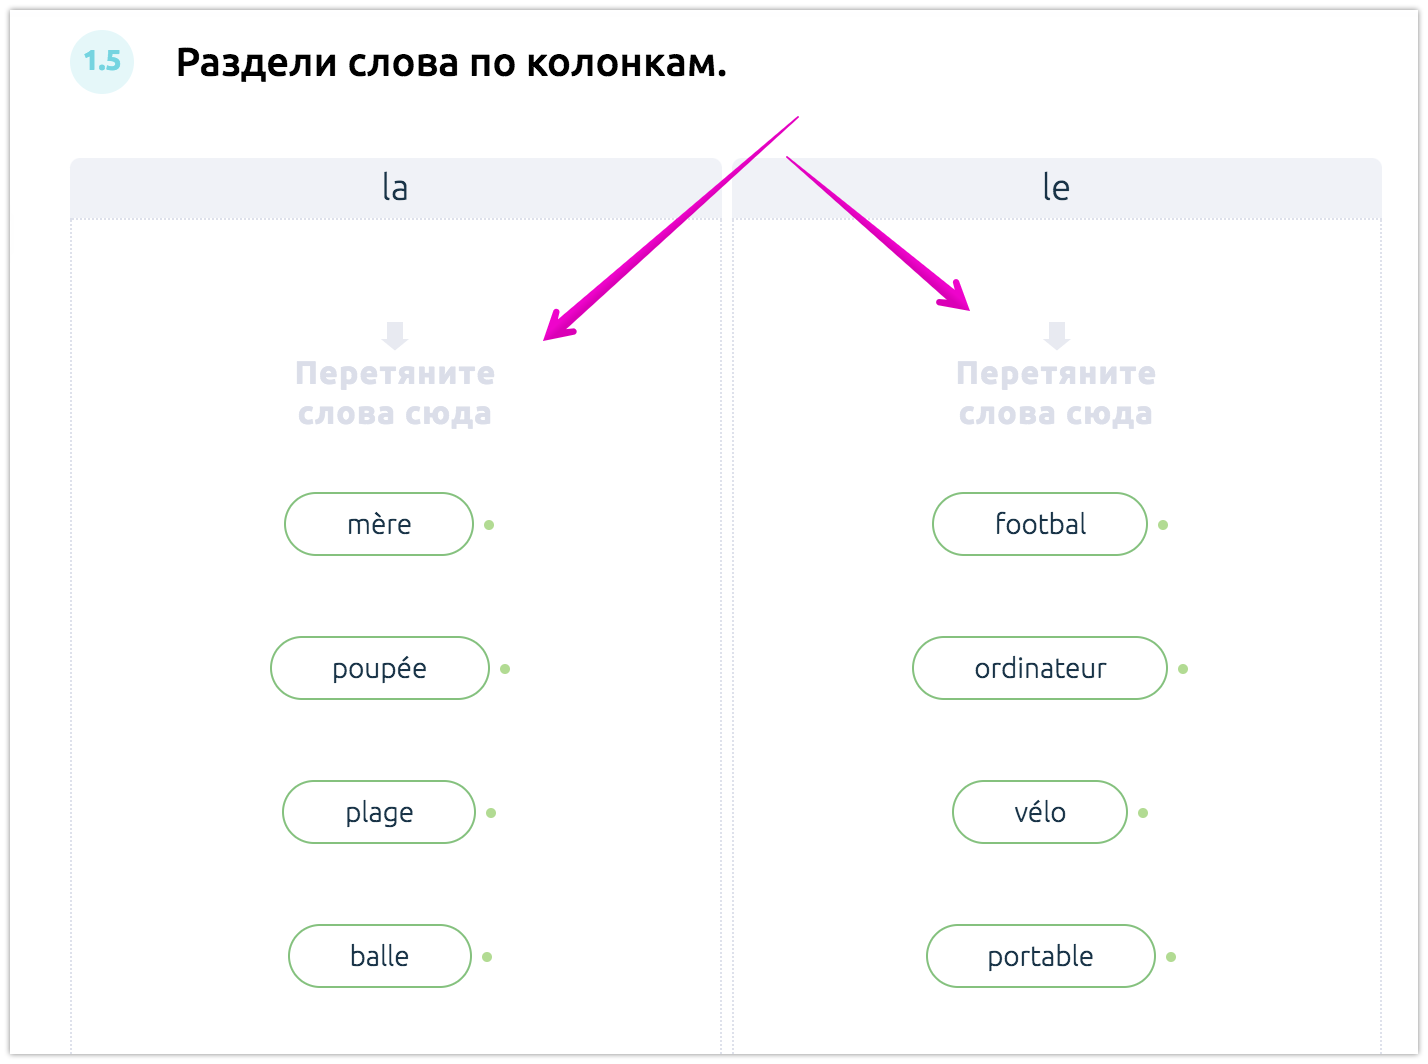 1.5
Раздели слова по колонкам.
la
le
Перетяните
слова сюда
Перетяните
слова сюда
mère
footbal
poupée
ordinateur
plage
vélo
balle
portable